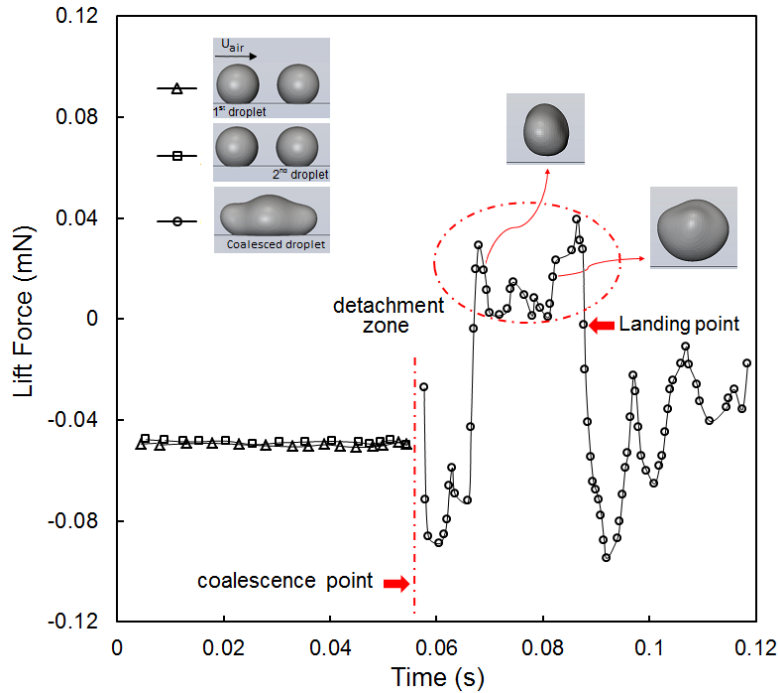 0.12
0.08
0.04
0
-0.04
-0.08
-0.12
Lift Force (mN)
U air
1st droplet
2nd droplet
Coalesced droplet
detachment
zone
Landing point
coalescence point
0
0.02
0.04
0.06
0.08
0.1
0.12
Time (s)